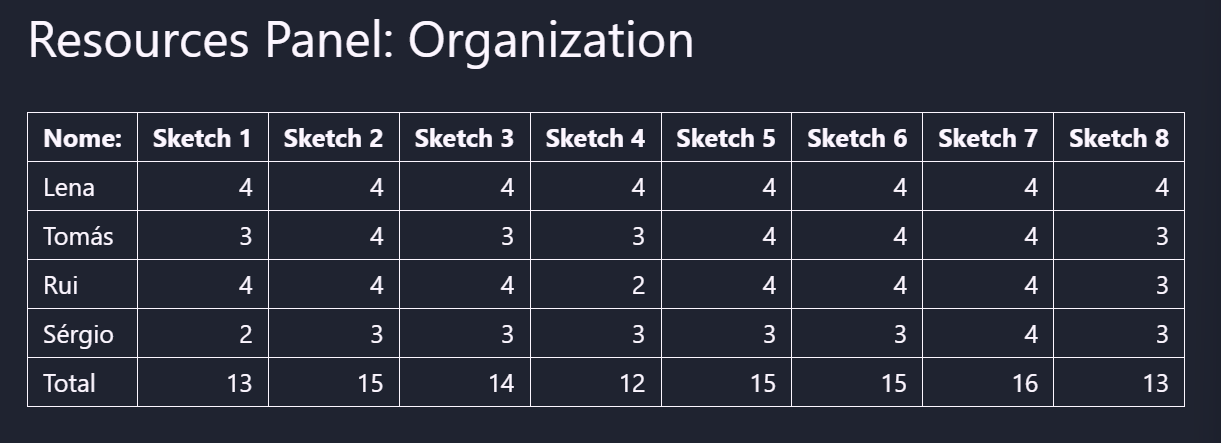 Resources Panel: Organization
Nome: Sketch 1 Sketch 2 Sketch 3 Sketch 4 Sketch 5 Sketch 6 Sketch 7 Sketch 8
Lena 4 4 4 4 4 4 4 4
Tomás 3 4 3 3 4 4 4 3
Rui 4 4 4 2 4 4 4 3
Sérgio 2 3 3 3 3 3 4 3
Total 13 15 14 12 15 15 16 13